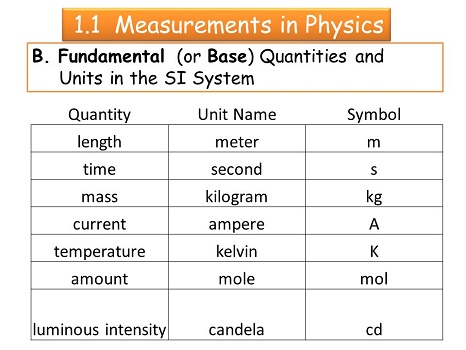 1.1 Measurements in Physics
B. Fundamental (or Base) Quantities and
Units in the SI System
Quantity Unit Name Symbol
length meter m
time second s
mass kilogram kg
current ampere A
temperature kelvin K
amount mole mol
luminous intensity candela cd